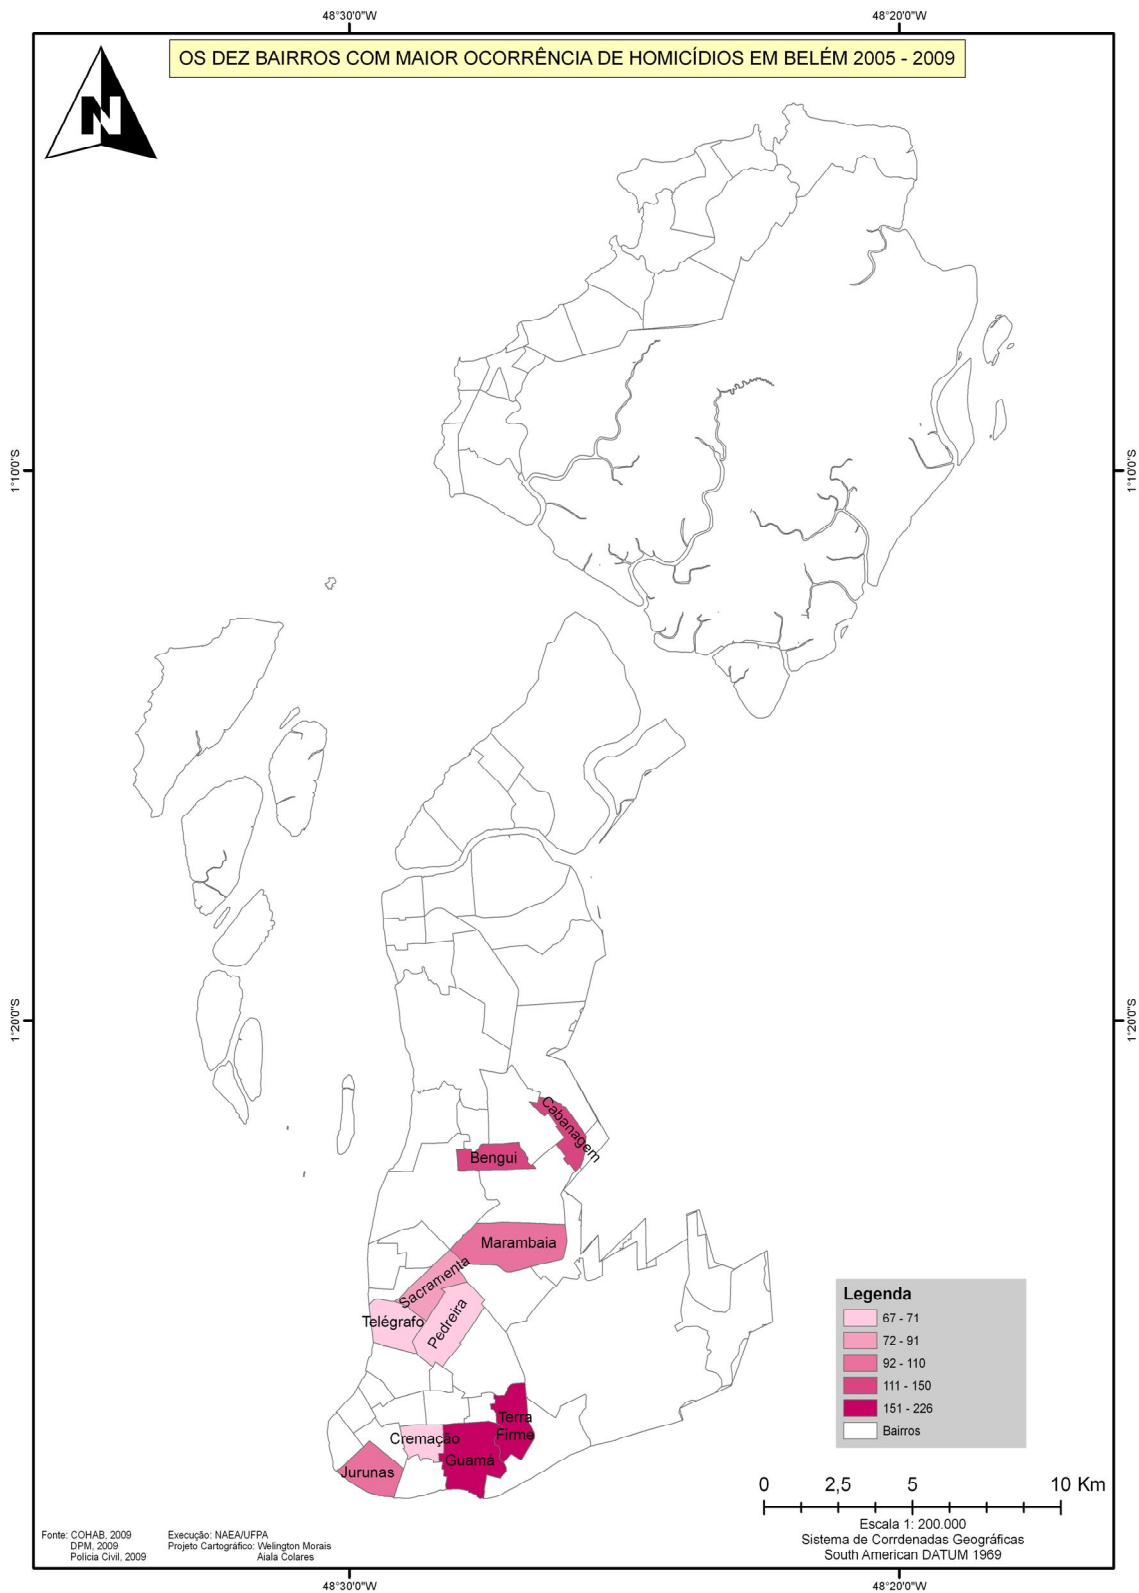 48°30'0"W
48°20'0"W
OS DEZ BAIRROS COM MAIOR OCORRÊNCIA DE HOMICÍDIOS EM BELÉM 2005 - 2009
N
1°10'0"S
1°10'0"S
1°20'0"S
1°20'0"S
Cabanagem
Bengui
Marambaia
Sacramenta
Telégrafo
Pedreira
Terra
Firme
Cremação
Guamá
Jurunas
Legenda
67 - 71
72 - 91
92 - 110
111 - 150
151 - 226
Bairros
0 2,5 5 10 Km
Escala 1: 200.000
Sistema de Corrdenadas Geográficas
South American DATUM 1969
Fonte: COHAB, 2009
DPM, 2009
Policia Civil, 2009
Execução: NAEA/UFPA
Projeto Cartográfico: Welington Morais
Aiala Colares
48°30'0"W
48°20'0"W